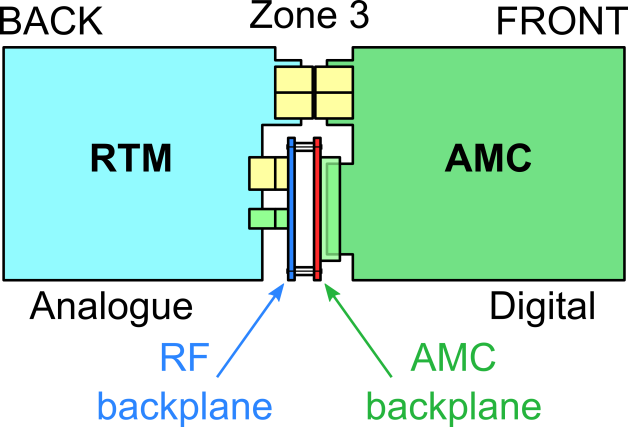 BACK
Zone 3
FRONT
RTM
AMC
Analogue
Digital
RF
backplane
AMC
backplane